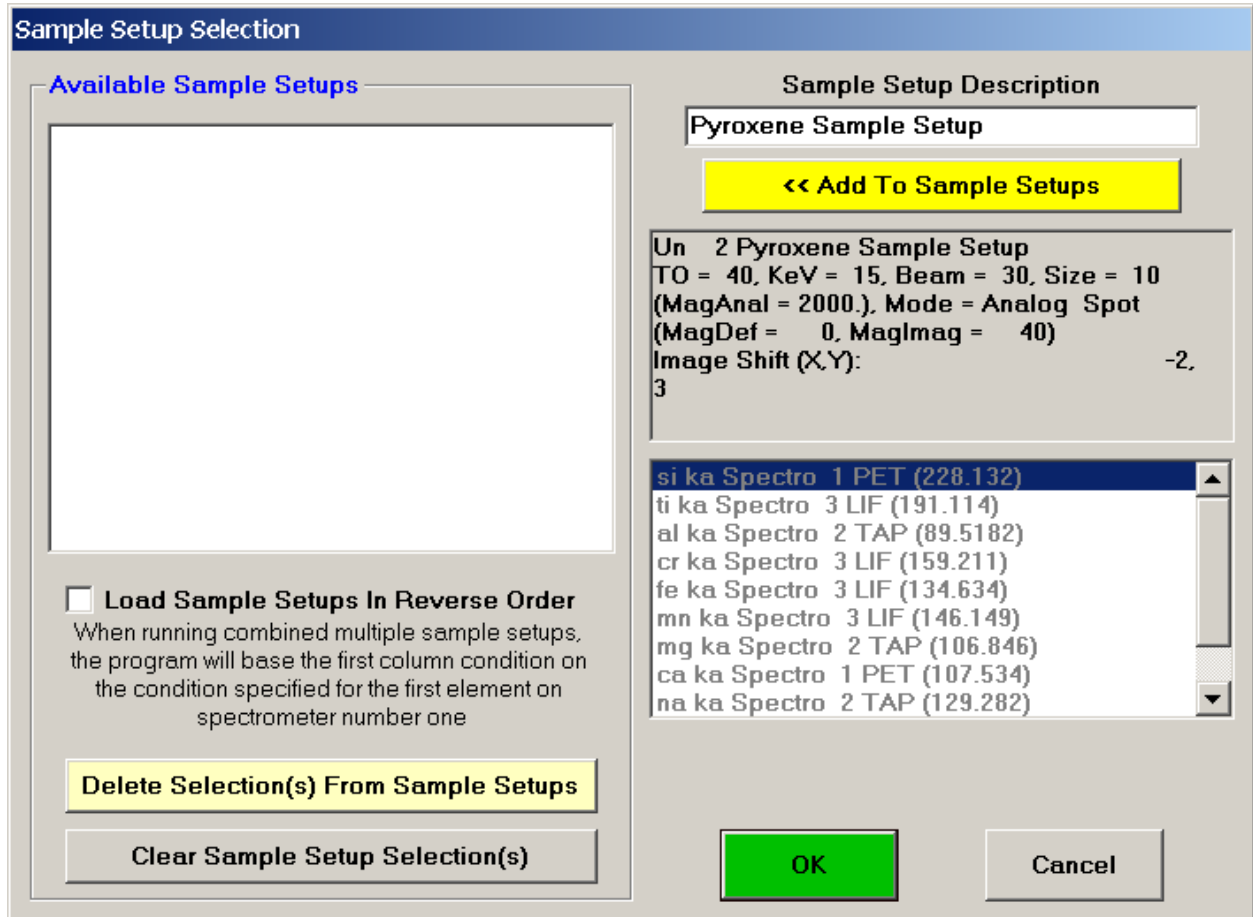 Sample Setup Selection
Available Sample Setups
Load Sample Setups In Reverse Order
When running combined multiple sample setups,
the program will base the first column condition on
the condition specified for the first element on
spectrometer number one
Delete Selection(s) From Sample Setups
Clear Sample Setup Selection(s)
Sample Setup Description
Pyroxene Sample Setup
<< Add To Sample Setups
Un 2 Pyroxene Sample Setup
TO = 40, KeV = 15, Beam = 30, Size = 10
(MagAnal = 2000.), Mode = Analog Spot
(MagDef = 0, MagImag = 40)
Image Shift (X,Y): -2,
3
si ka Spectro 1 PET (228.132)
ti ka Spectro 3 LIF (191.114)
al ka Spectro 2 TAP (89.5182)
cr ka Spectro 3 LIF (159.211)
fe ka Spectro 3 LIF (134.634)
mn ka Spectro 3 LIF (146.149)
mg ka Spectro 2 TAP (106.846)
ca ka Spectro 1 PET (107.534)
na ka Spectro 2 TAP (129.282)
OK
Cancel